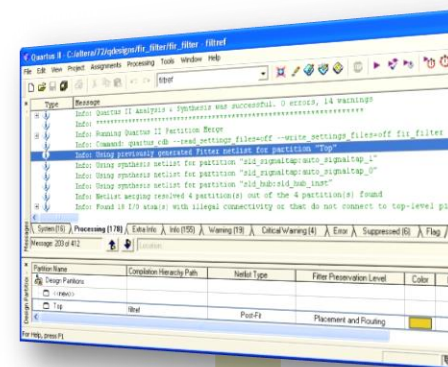 Quartus II - C:/altera/72/qdesigns/fir_filter/fir_filter - filtref
File Edit View Project Assignments Processing Tools Window Help
filtref
Type Message
Info: Quartus II Analysis & Synthesis was successful. 0 errors, 14 warnings
Info: Running Quartus II Partition Merge
Info: Command: quartus_cdb --read_settings_files=off --write_settings_files=off fir_filter
Info: Using previously generated Fitter netlist for partition "Top"
Info: Using synthesis netlist for partition "sld_signaltap:auto_signaltap_1"
Info: Using synthesis netlist for partition "sld_signaltap:auto_signaltap_0"
Info: Using synthesis netlist for partition "sld_hub:sld_hub_inst"
Info: Netlist merging resolved 4 partition(s) out of the 4 partition(s) found
Info: Found 18 I/O atom(s) with illegal connectivity or that do not connect to top-level pi
System (16) Processing (178) Extra Info Info (155) Warning (19) Critical Warning (4) Error Suppressed (6) Flag
Messages
Message: 203 of 412 Location:
Partition Name Compilation Hierarchy Path Netlist Type Fitter Preservation Level Color
Design Partitions
<<new>>
Top filtref Post-Fit Placement and Routing
Design Partition
For Help, press F1